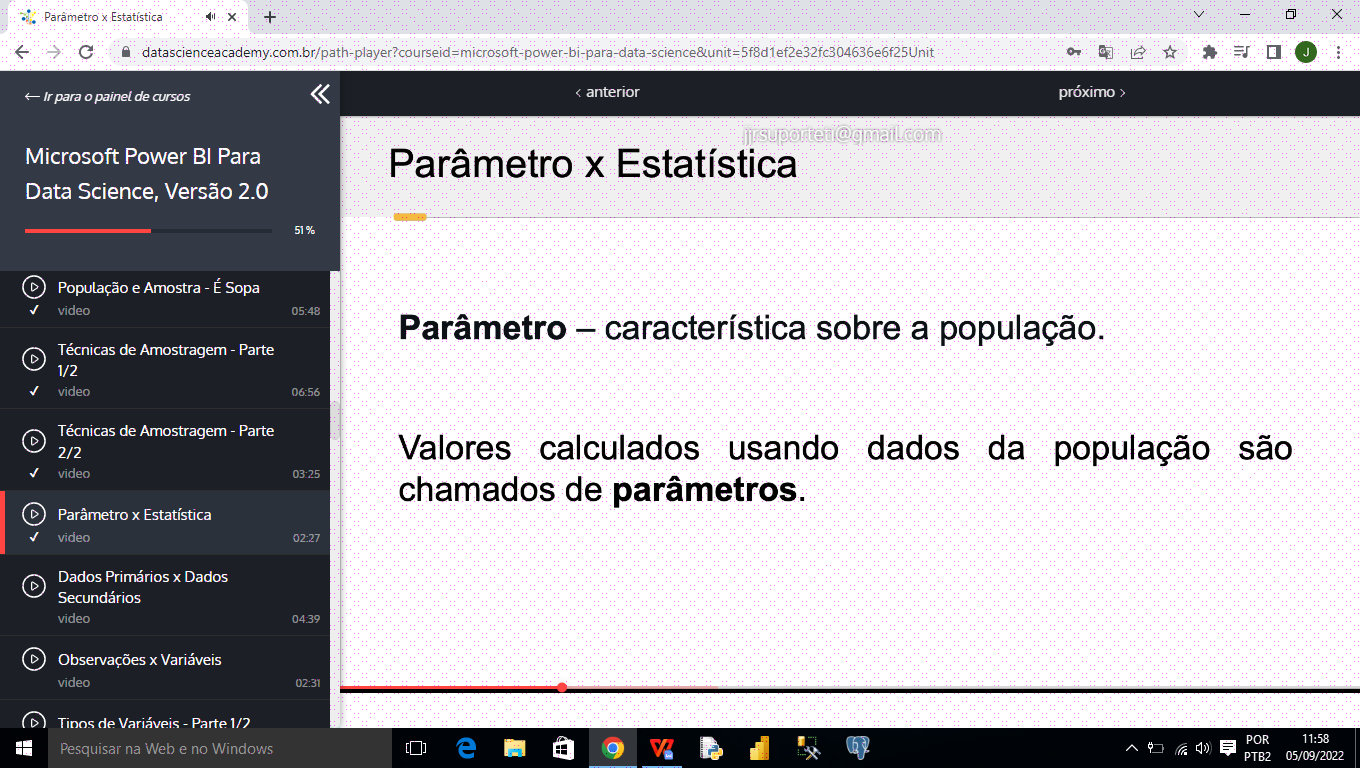 Parâmetro x Estatística
datascienceacademy.com.br/path-player?courseid=microsoft-power-bi-para-data-science&unit=5f8d1ef2e32fc304636e6f25Unit
J
← Ir para o painel de cursos
‹ anterior
próximo ›
Microsoft Power BI Para
Data Science, Versão 2.0
51%
População e Amostra - É Sopa
video 05:48
Técnicas de Amostragem - Parte
1/2
video 06:56
Técnicas de Amostragem - Parte
2/2
video 03:25
Parâmetro x Estatística
video 02:27
Dados Primários x Dados
Secundários
video 04:39
Observações x Variáveis
video 02:31
Tipos de Variáveis - Parte 1/2
jjrsuporteri@gmail.com
Parâmetro x Estatística
Parâmetro – característica sobre a população.
Valores calculados usando dados da população são
chamados de parâmetros.
Pesquisar na Web e no Windows
POR
PTB2
11:58
05/09/2022